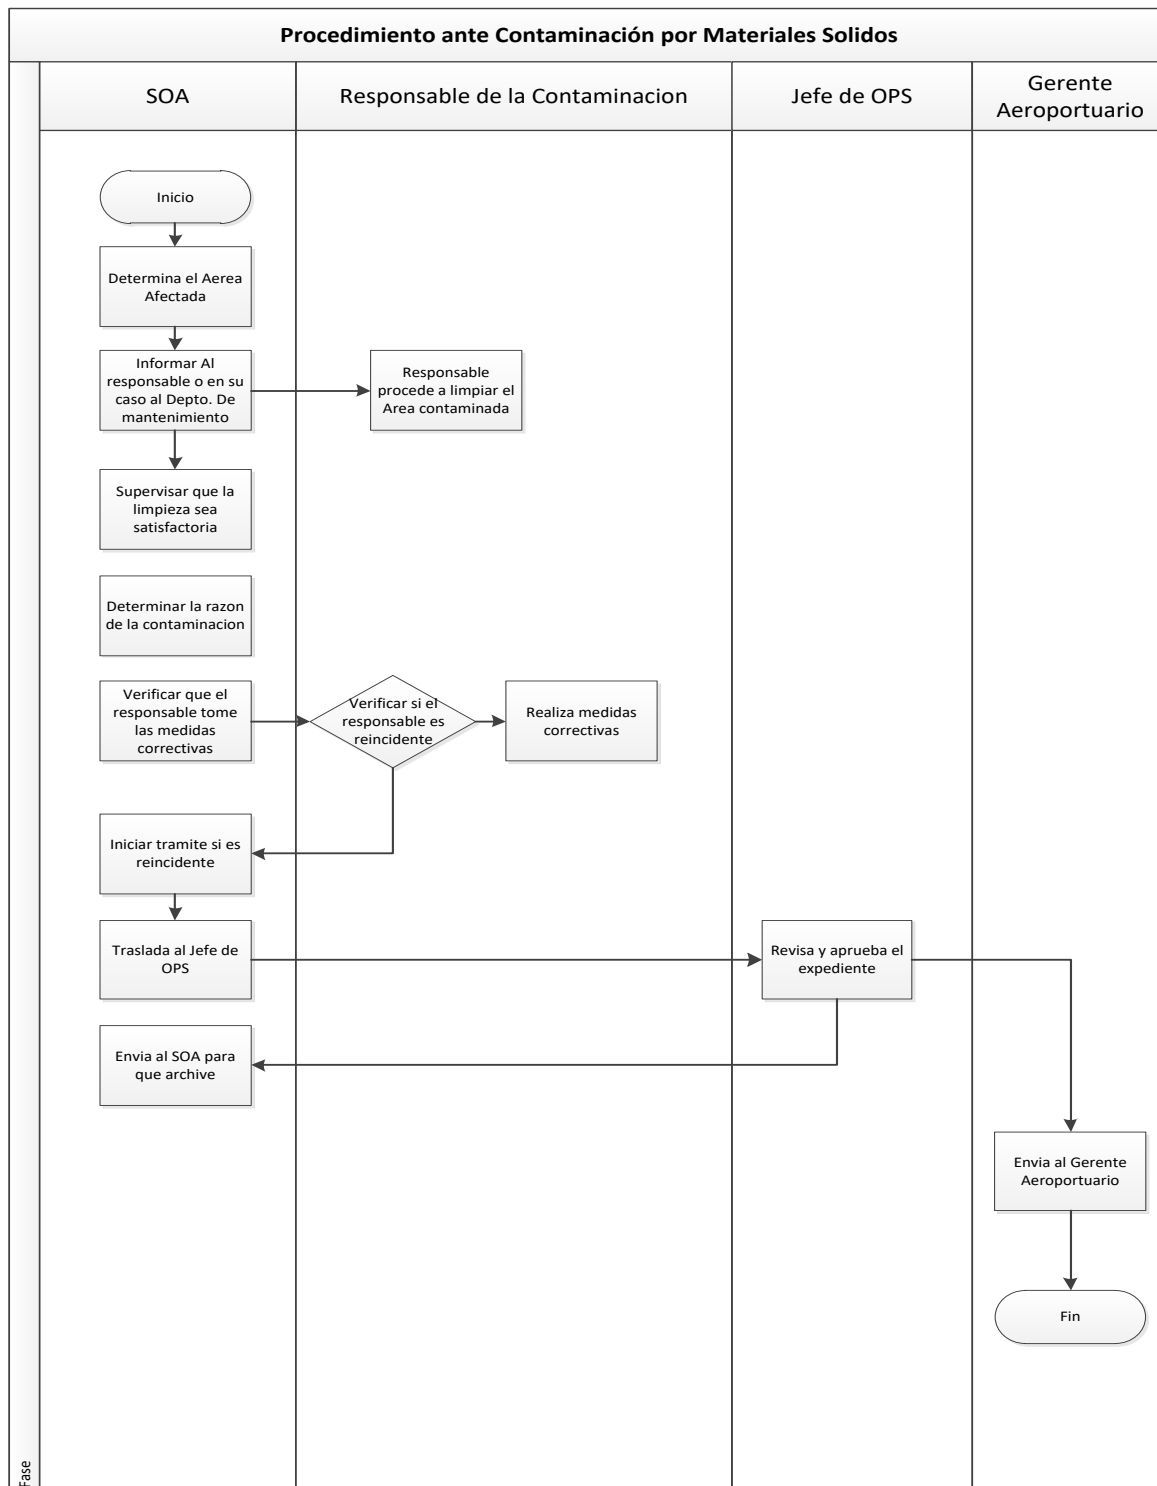 Procedimiento ante Contaminación por Materiales Solidos
SOA
Responsable de la Contaminacion
Jefe de OPS
Gerente
Aeroportuario
Inicio
Determina el Aerea
Afectada
Informar Al
responsable o en su
caso al Depto. De
mantenimiento
Responsable
procede a limpiar el
Area contaminada
Supervisar que la
limpieza sea
satisfactoria
Determinar la razon
de la contaminacion
Verificar que el
responsable tome
las medidas
correctivas
Verificar si el
responsable es
reincidente
Realiza medidas
correctivas
Iniciar tramite si es
reincidente
Traslada al Jefe de
OPS
Revisa y aprueba el
expediente
Envia al SOA para
que archive
Envia al Gerente
Aeroportuario
Fin
Fase